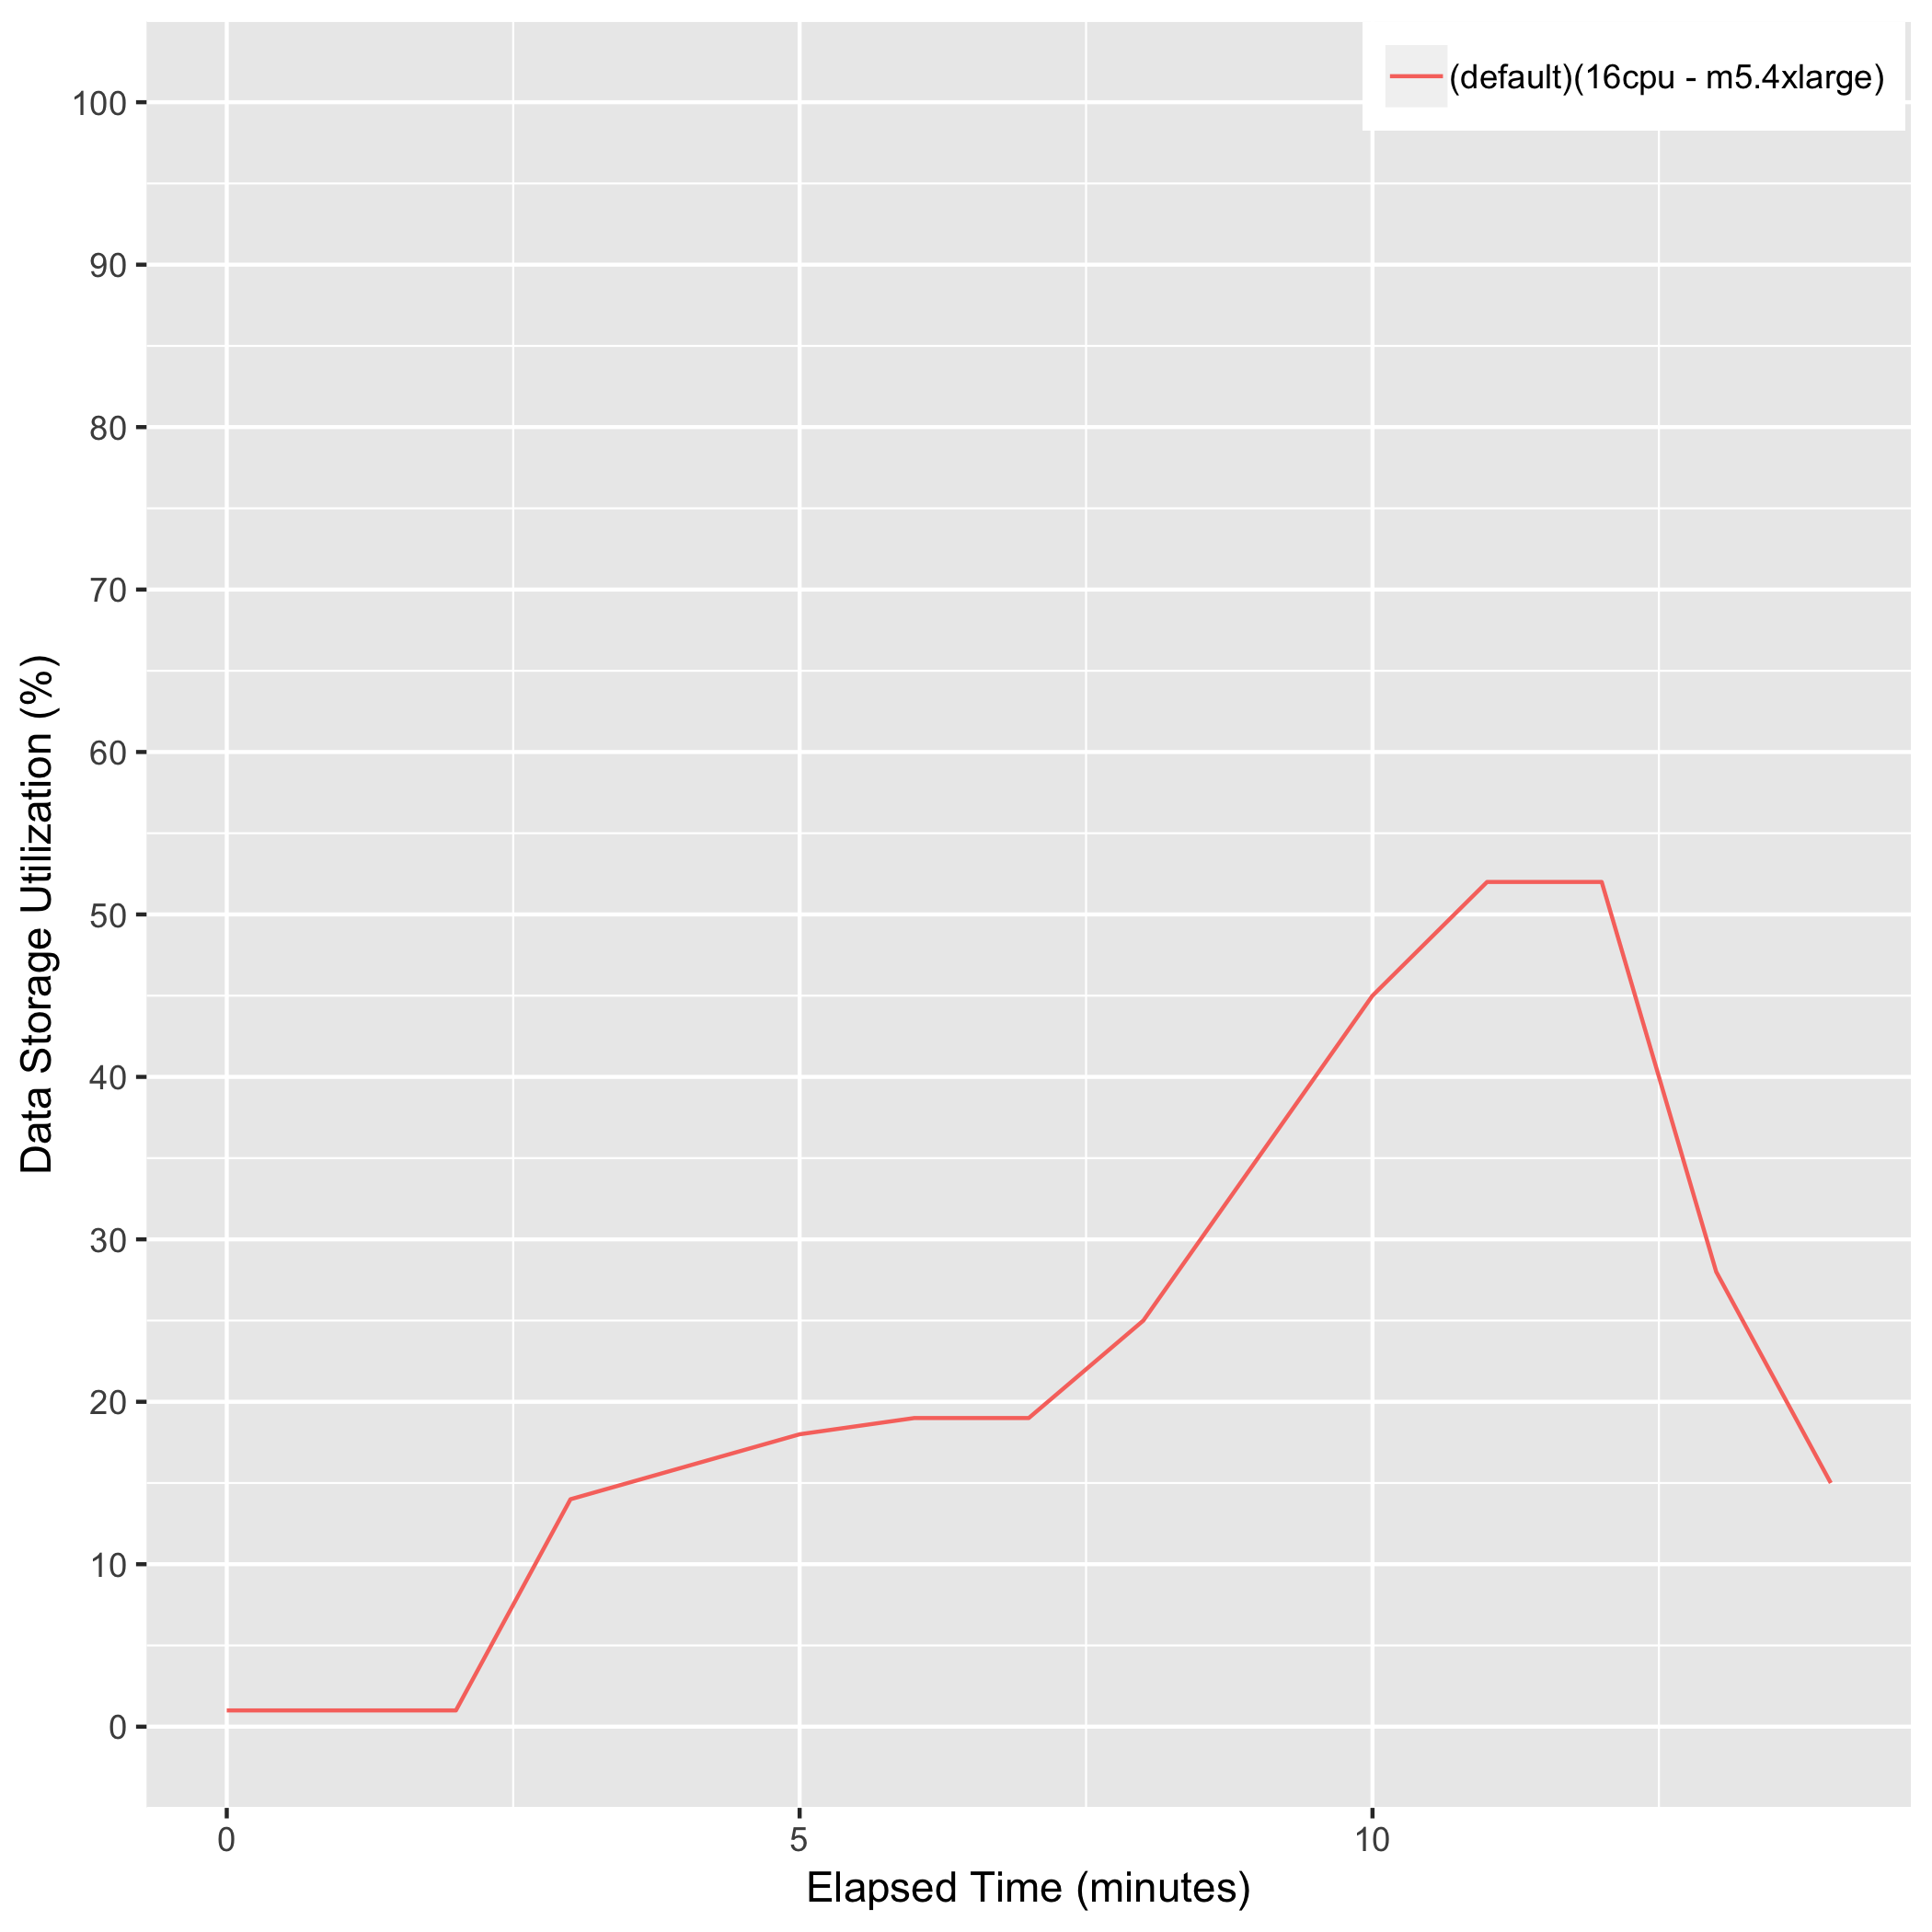 (default)(16cpu - m5.4xlarge)
100
90
80
70
60
50
40
30
20
10
0
Data Storage Utilization (%)
0 5 10
Elapsed Time (minutes)